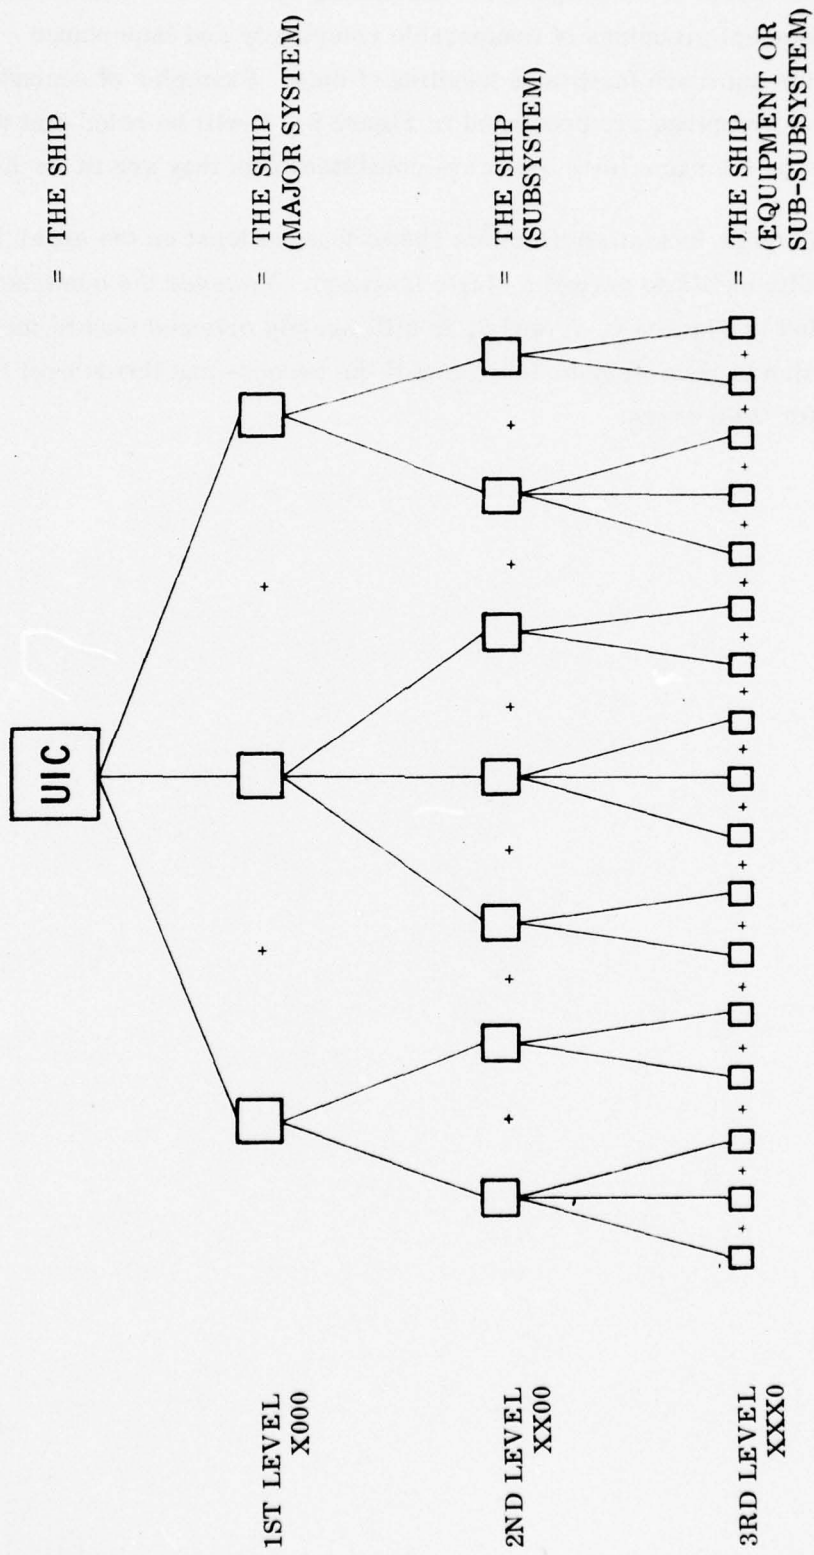 UIC
= THE SHIP
1ST LEVEL
X000
= THE SHIP
(MAJOR SYSTEM)
2ND LEVEL
XX00
= THE SHIP
(SUBSYSTEM)
3RD LEVEL
XXX0
= THE SHIP
EQUIPMENT OR
SUB-SUBSYSTEM)